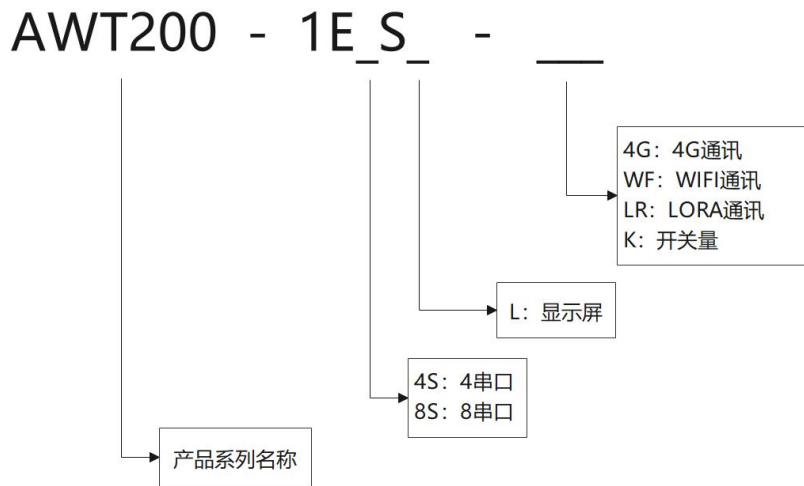 AWT200 - 1E_S_ - ___
4G：4G通讯
WF：WIFI通讯
LR：LORA通讯
K：开关量
L：显示屏
4S：4串口
8S：8串口
产品系列名称